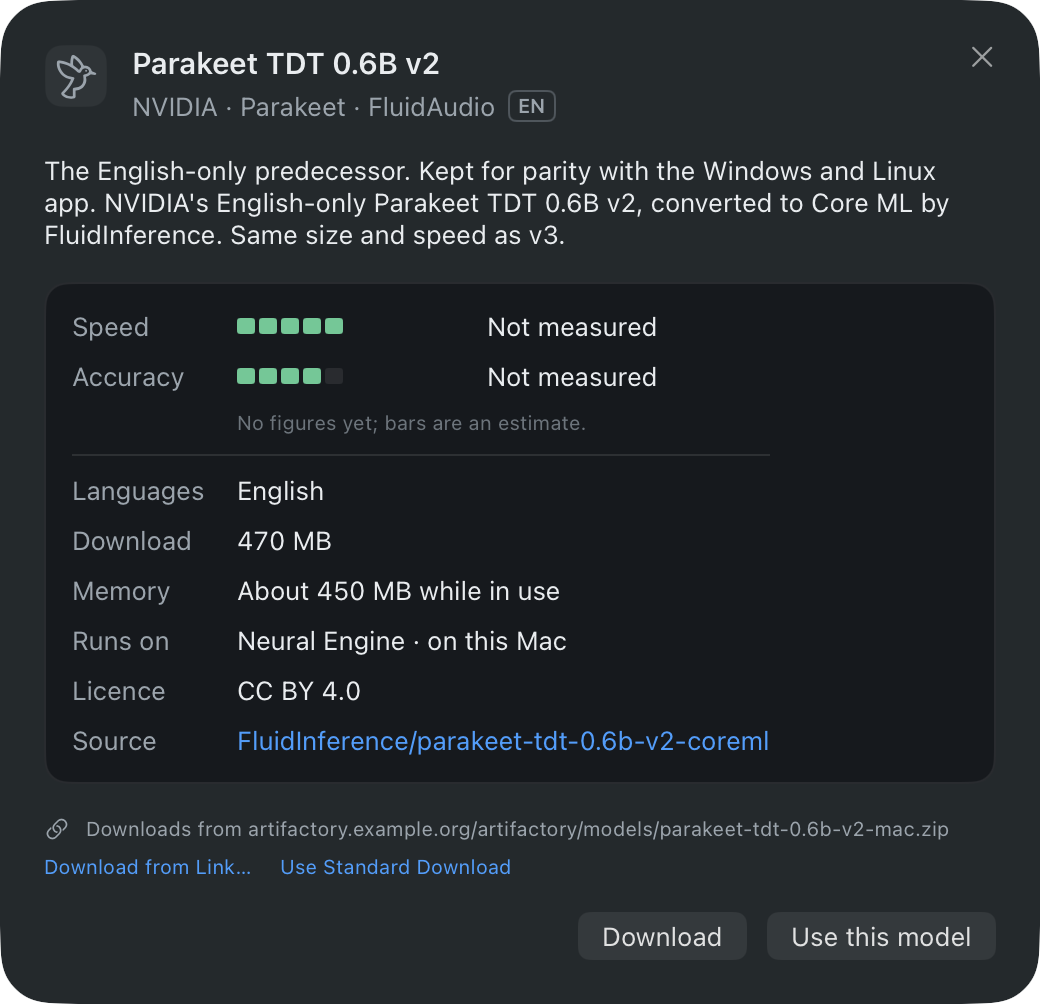 Parakeet TDT 0.6B v2
NVIDIA · Parakeet · FluidAudio EN
The English-only predecessor. Kept for parity with the Windows and Linux
app. NVIDIA's English-only Parakeet TDT 0.6B v2, converted to Core ML by
FluidInference. Same size and speed as v3.
Speed Not measured
Accuracy Not measured
No figures yet; bars are an estimate.
Languages English
Download 470 MB
Memory About 450 MB while in use
Runs on Neural Engine · on this Mac
Licence CC BY 4.0
Source FluidInference/parakeet-tdt-0.6b-v2-coreml
Downloads from artifactory.example.org/artifactory/models/parakeet-tdt-0.6b-v2-mac.zip
Download from Link... Use Standard Download
Download Use this model